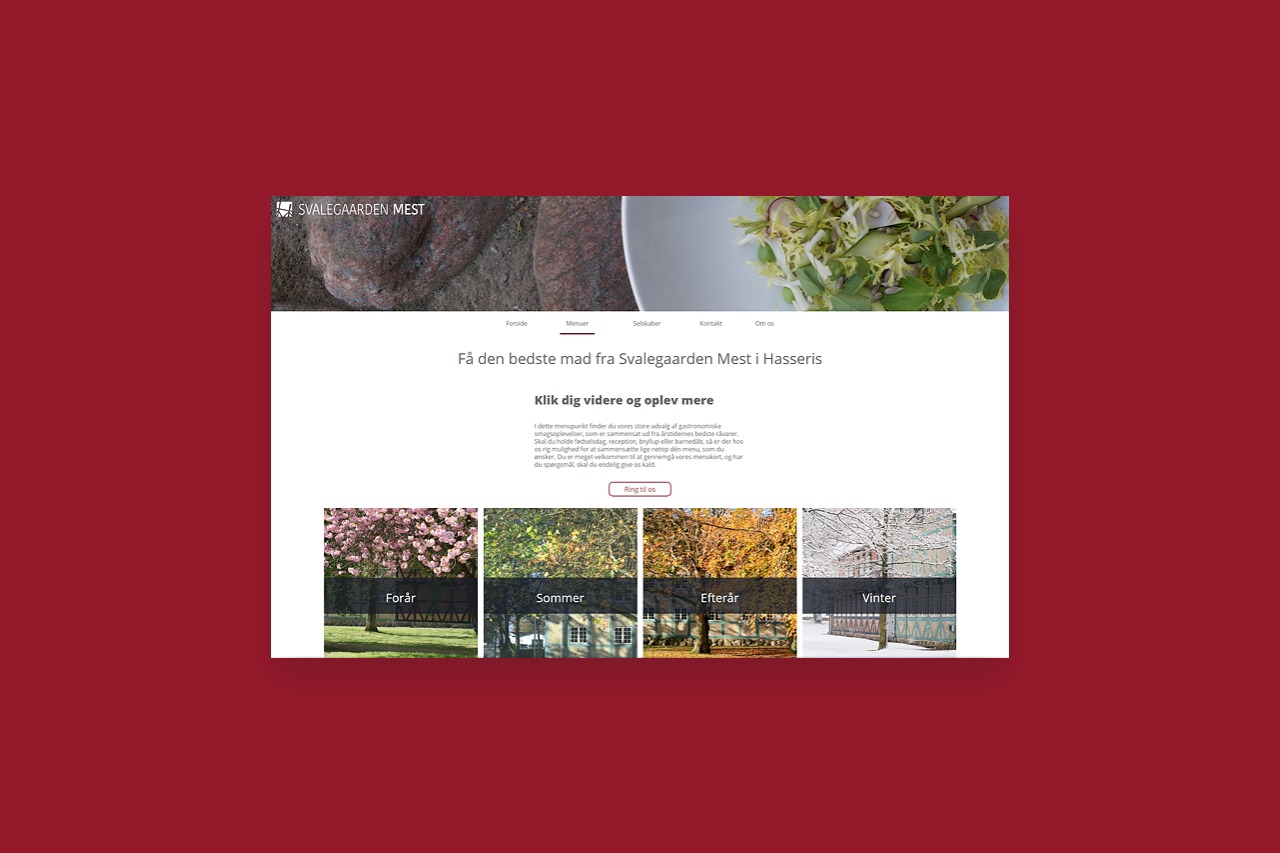 SVALEGAARDEN MEST
Forside Menuer Selskaber Kontakt Om os
Få den bedste mad fra Svalegaarden Mest i Hasseris
Klik dig videre og oplev mere
I dette menupunkt finder du vores store udvalg af gastronomiske
smagsoplevelser, som er sammensat ud fra årstidernes bedste råvarer.
Skal du holde fødselsdag, reception, bryllup eller barnedåb, så er der hos
os rig mulighed for at sammensætte lige netop dén menu, som du
ønsker. Du er meget velkommen til at gennemgå vores menukort, og har
du spørgsmål, skal du endelig give os kald.
Ring til os
Forår Sommer Efterår Vinter